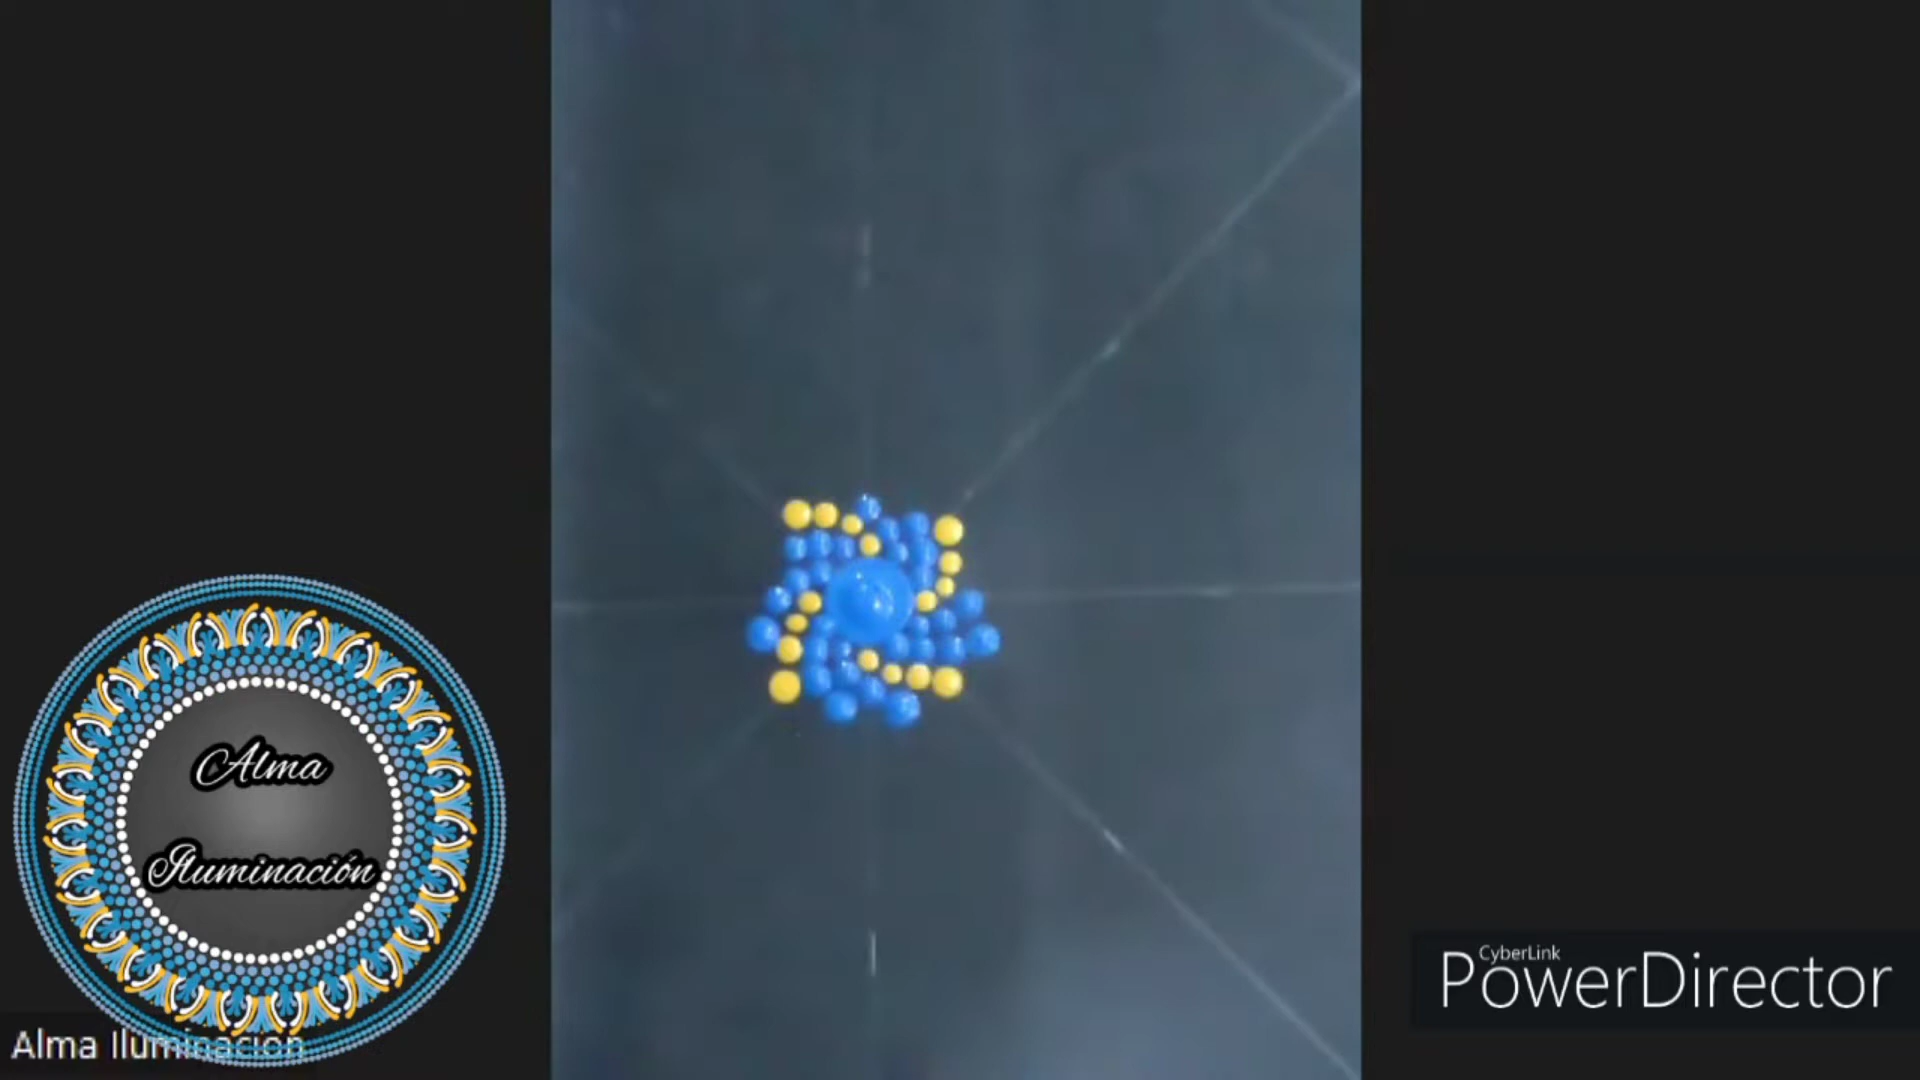 Alma
Iluminación
Alma Iluminacion
CyberLink
PowerDirector